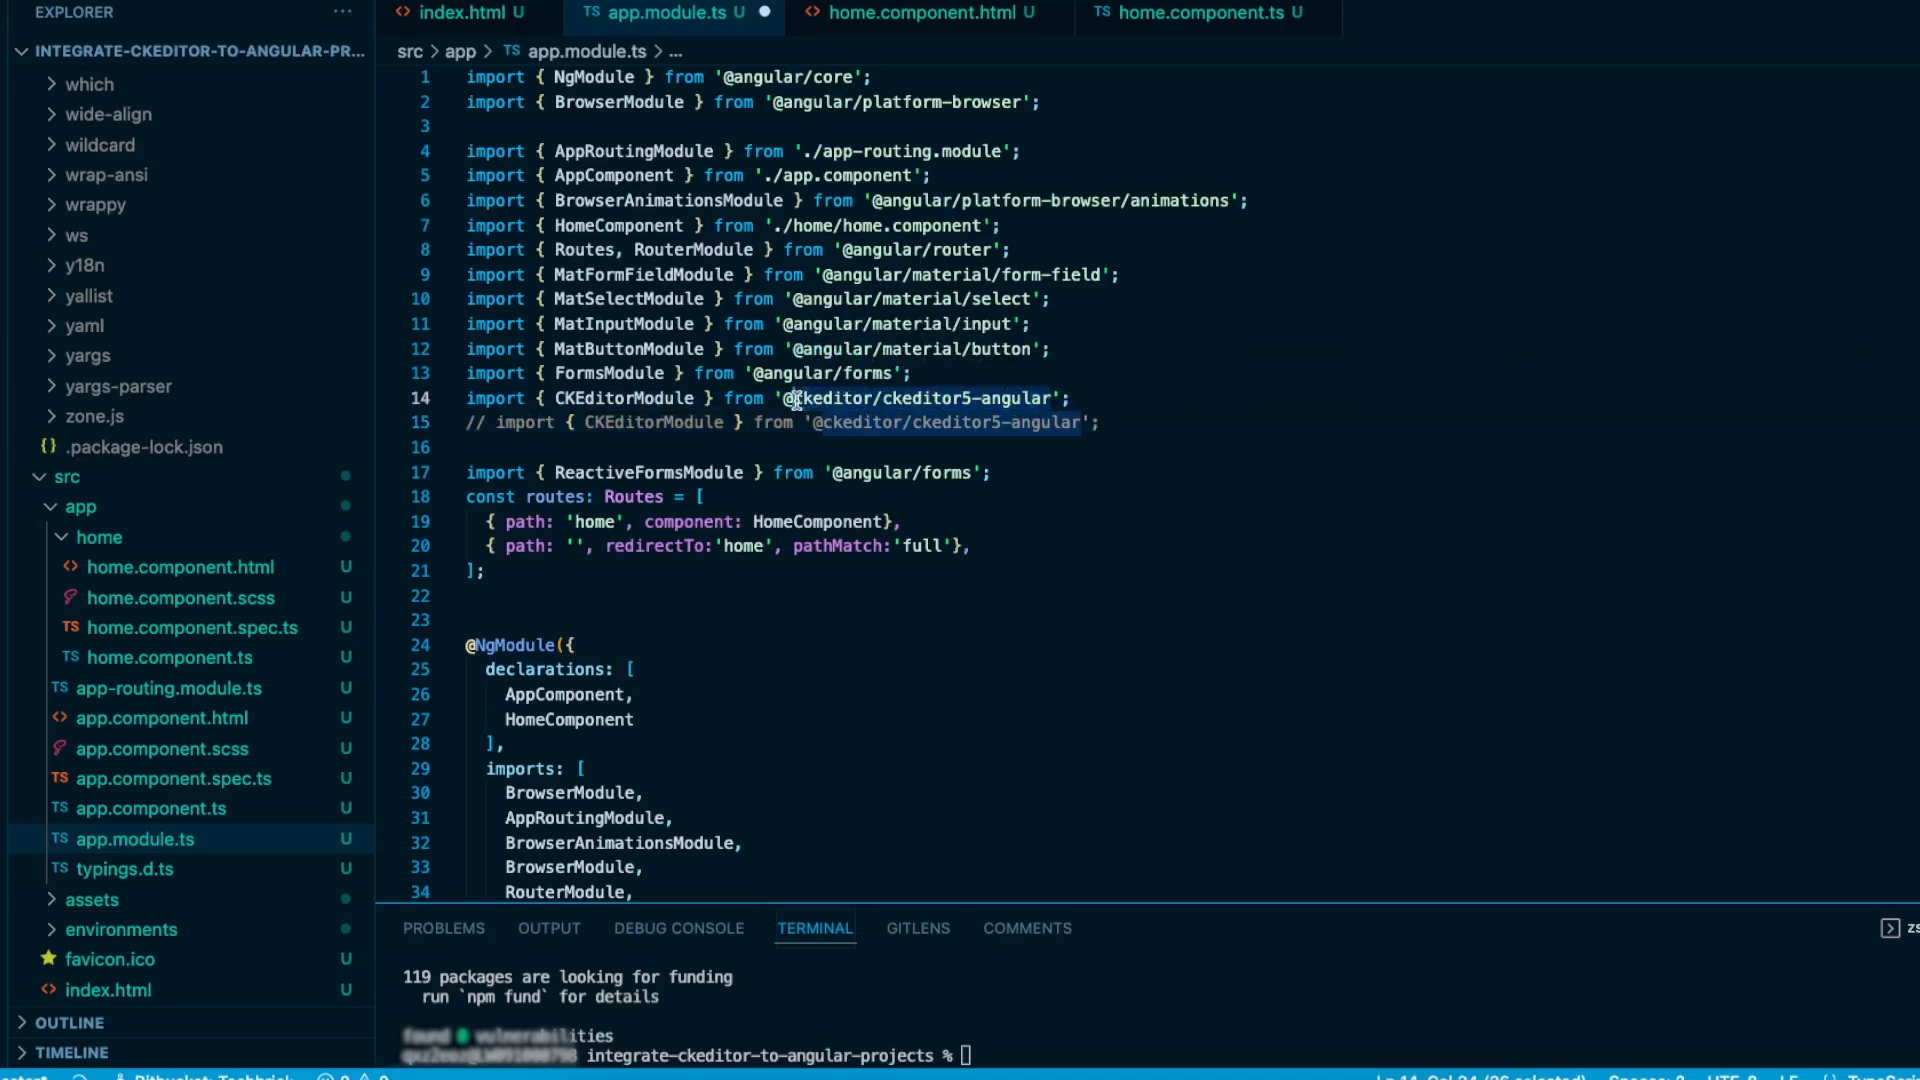 EXPLORER
INTEGRATE-CKEDITOR-TO-ANGULAR-PR...
which
wide-align
wildcard
wrap-ansi
wrappy
ws
y18n
yallist
yaml
yargs
yargs-parser
zone.js
{} .package-lock.json
src
app
home
<> home.component.html U
home.component.scss U
TS home.component.spec.ts U
TS home.component.ts U
TS app-routing.module.ts U
<> app.component.html U
app.component.scss U
TS app.component.spec.ts U
TS app.component.ts U
TS app.module.ts U
TS typings.d.ts U
assets
environments
favicon.ico U
<> index.html U
OUTLINE
TIMELINE
<> index.html U TS app.module.ts U <> home.component.html U TS home.component.ts U
src > app > TS app.module.ts > ...
1 import { NgModule } from '@angular/core';
2 import { BrowserModule } from '@angular/platform-browser';
3
4 import { AppRoutingModule } from './app-routing.module';
5 import { AppComponent } from './app.component';
6 import { BrowserAnimationsModule } from '@angular/platform-browser/animations';
7 import { HomeComponent } from './home/home.component';
8 import { Routes, RouterModule } from '@angular/router';
9 import { MatFormFieldModule } from '@angular/material/form-field';
10 import { MatSelectModule } from '@angular/material/select';
11 import { MatInputModule } from '@angular/material/input';
12 import { MatButtonModule } from '@angular/material/button';
13 import { FormsModule } from '@angular/forms';
14 import { CKEditorModule } from '@ckeditor/ckeditor5-angular';
15 // import { CKEditorModule } from '@ckeditor/ckeditor5-angular';
16
17 import { ReactiveFormsModule } from '@angular/forms';
18 const routes: Routes = [
19 { path: 'home', component: HomeComponent},
20 { path: '', redirectTo:'home', pathMatch:'full'},
21 ];
22
23
24 @NgModule({
25 declarations: [
26 AppComponent,
27 HomeComponent
28 ],
29 imports: [
30 BrowserModule,
31 AppRoutingModule,
32 BrowserAnimationsModule,
33 BrowserModule,
34 RouterModule,
PROBLEMS OUTPUT DEBUG CONSOLE TERMINAL GITLENS COMMENTS
119 packages are looking for funding
run `npm fund` for details
found vulnerabilities
integrate-ckeditor-to-angular-projects %